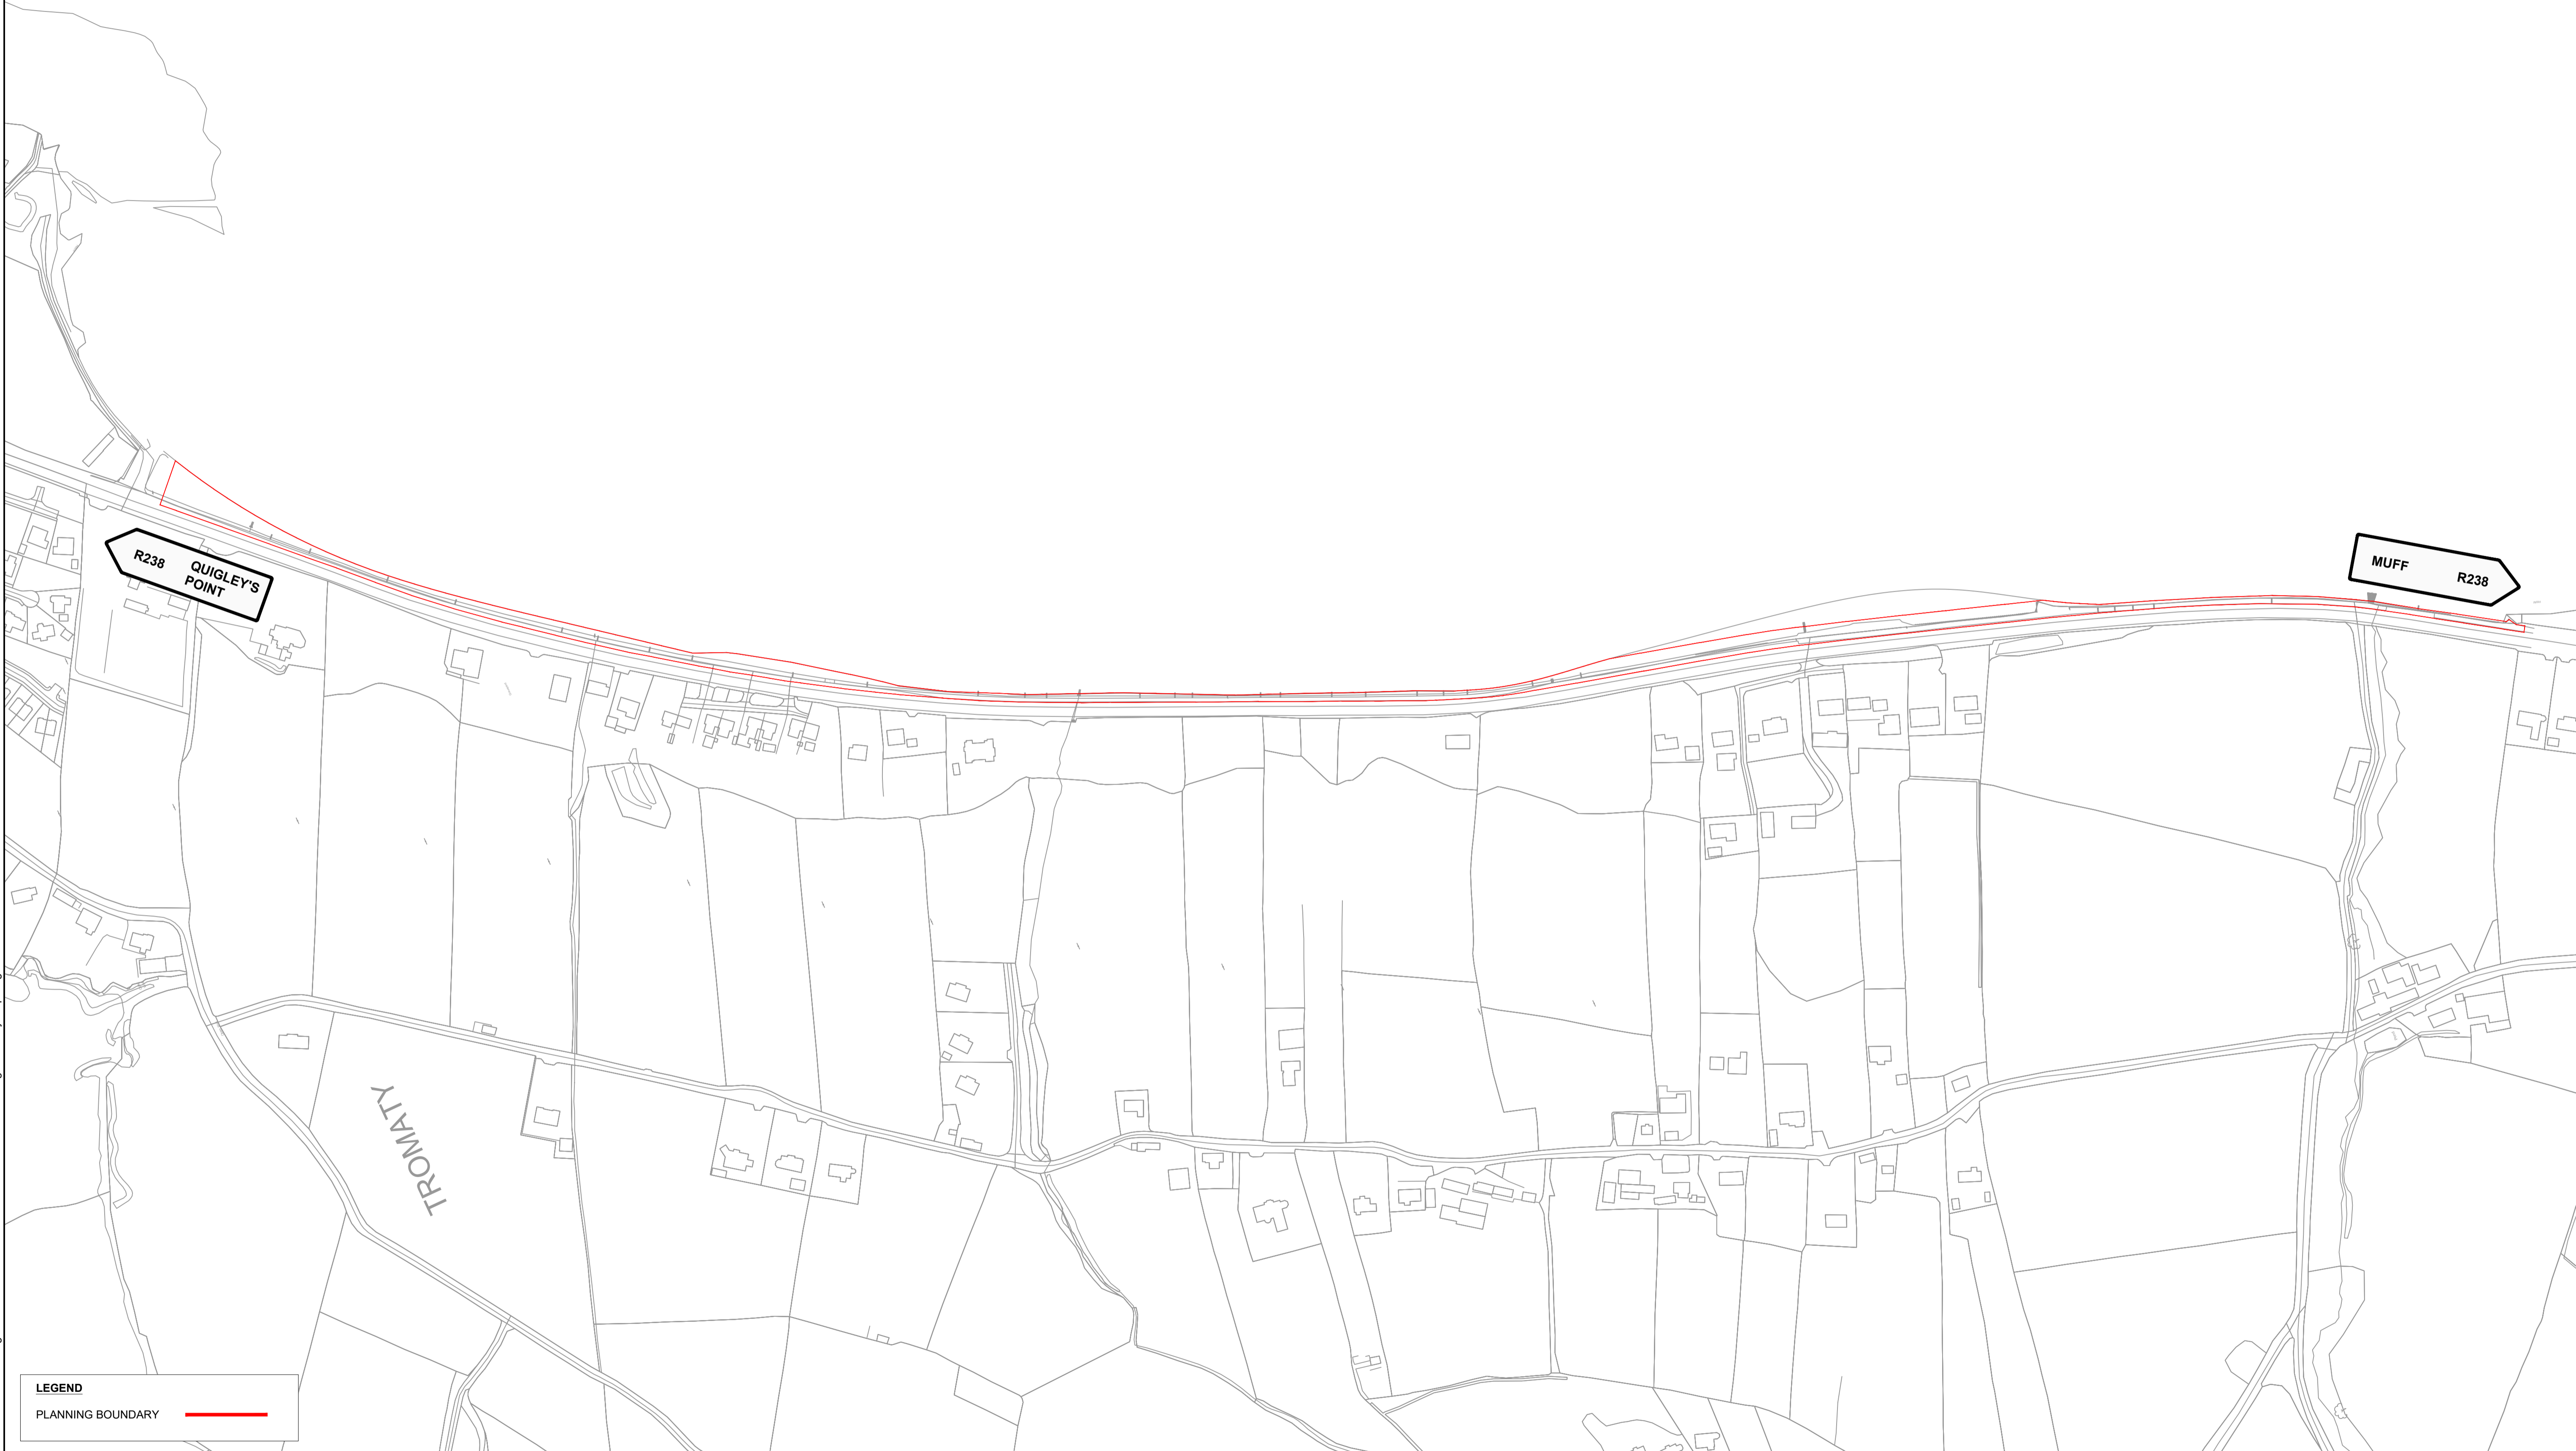 R238 QUIGLEY'S
POINT
MUFF R238
TROMATY
LEGEND
PLANNING BOUNDARY